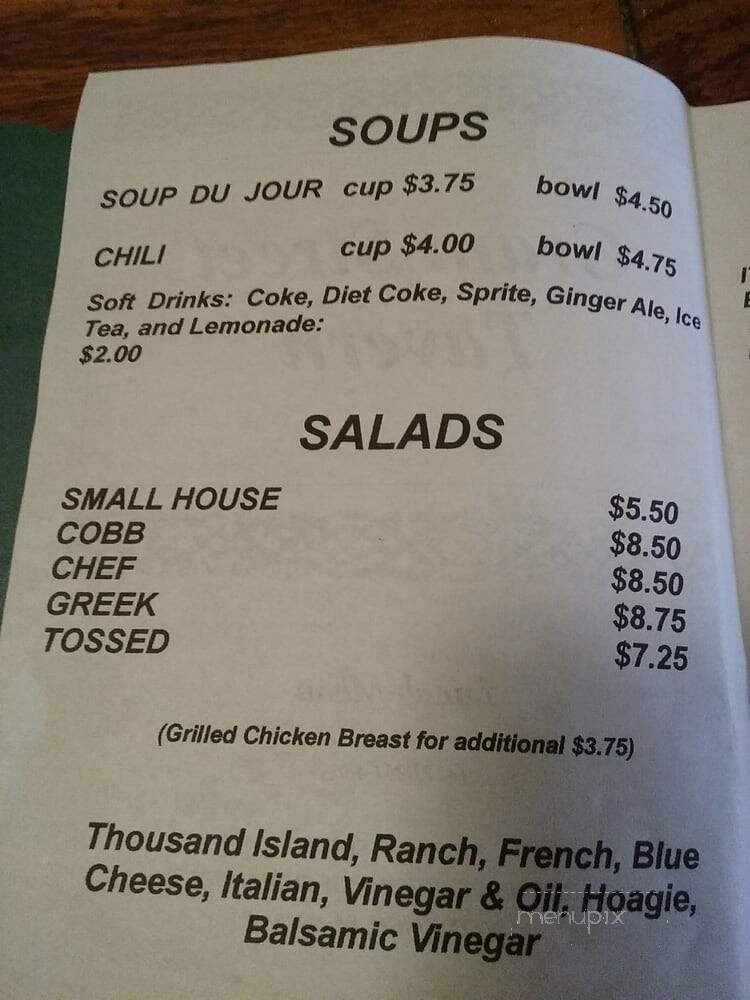 SOUPS
SOUP DU JOUR cup $3.75 bowl $4.50
CHILI cup $4.00 bowl $4.75
Soft Drinks: Coke, Diet Coke, Sprite, Ginger Ale, Ice
Tea, and Lemonade:
$2.00
SALADS
SMALL HOUSE $5.50
COBB $8.50
CHEF $8.50
GREEK $8.75
TOSSED $7.25
(Grilled Chicken Breast for additional $3.75)
Thousand Island, Ranch, French, Blue
Cheese, Italian, Vinegar & Oil, Hoagie,
Balsamic Vinegar
menupix